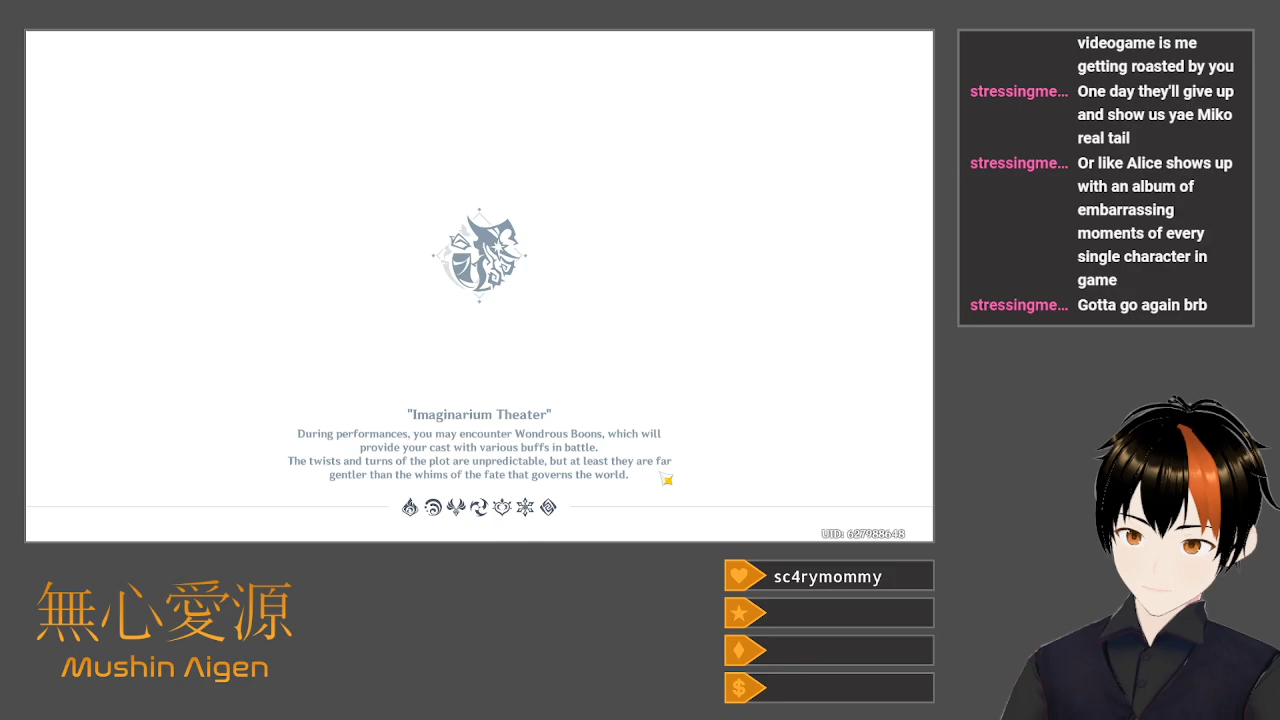 videogame is me
getting roasted by you
stressingme... One day they'll give up
and show us yae Miko
real tail
stressingme... Or like Alice shows up
with an album of
embarrassing
moments of every
single character in
game
stressingme... Gotta go again brb
"Imaginarium Theater"
During performances, you may encounter Wondrous Boons, which will
provide your cast with various buffs in battle.
The twists and turns of the plot are unpredictable, but at least they are far
gentler than the whims of the fate that governs the world.
UID: 627988648
sc4rymommy
無心愛源
Mushin Aigen